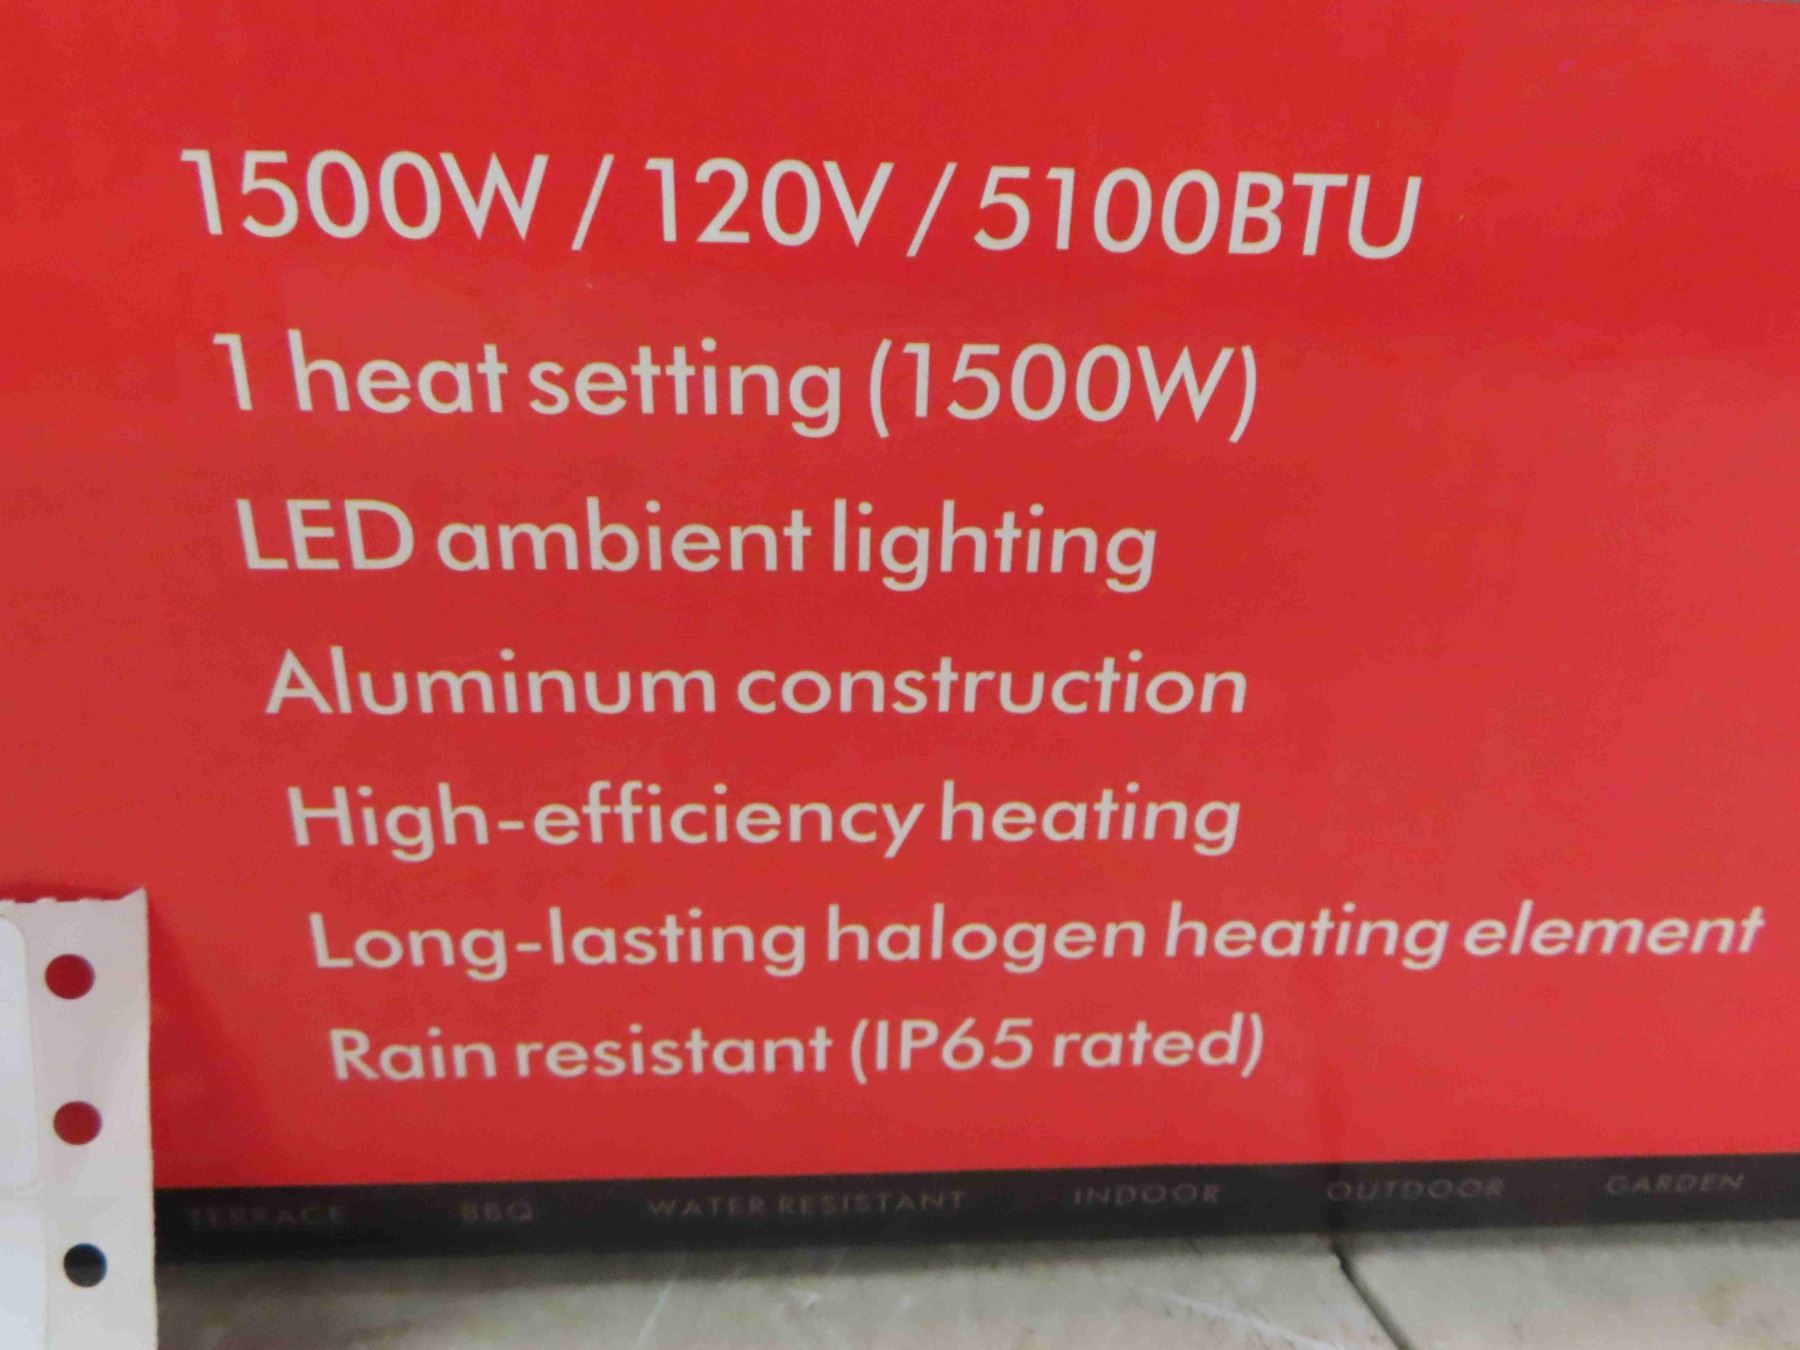 1500W / 120V / 5100BTU
1 heat setting (1500W)
LED ambient lighting
Aluminum construction
High-efficiency heating
Long-lasting halogen heating element
Rain resistant (IP65 rated)
TERRACE BBQ WATER RESISTANT INDOOR OUTDOOR GARDEN